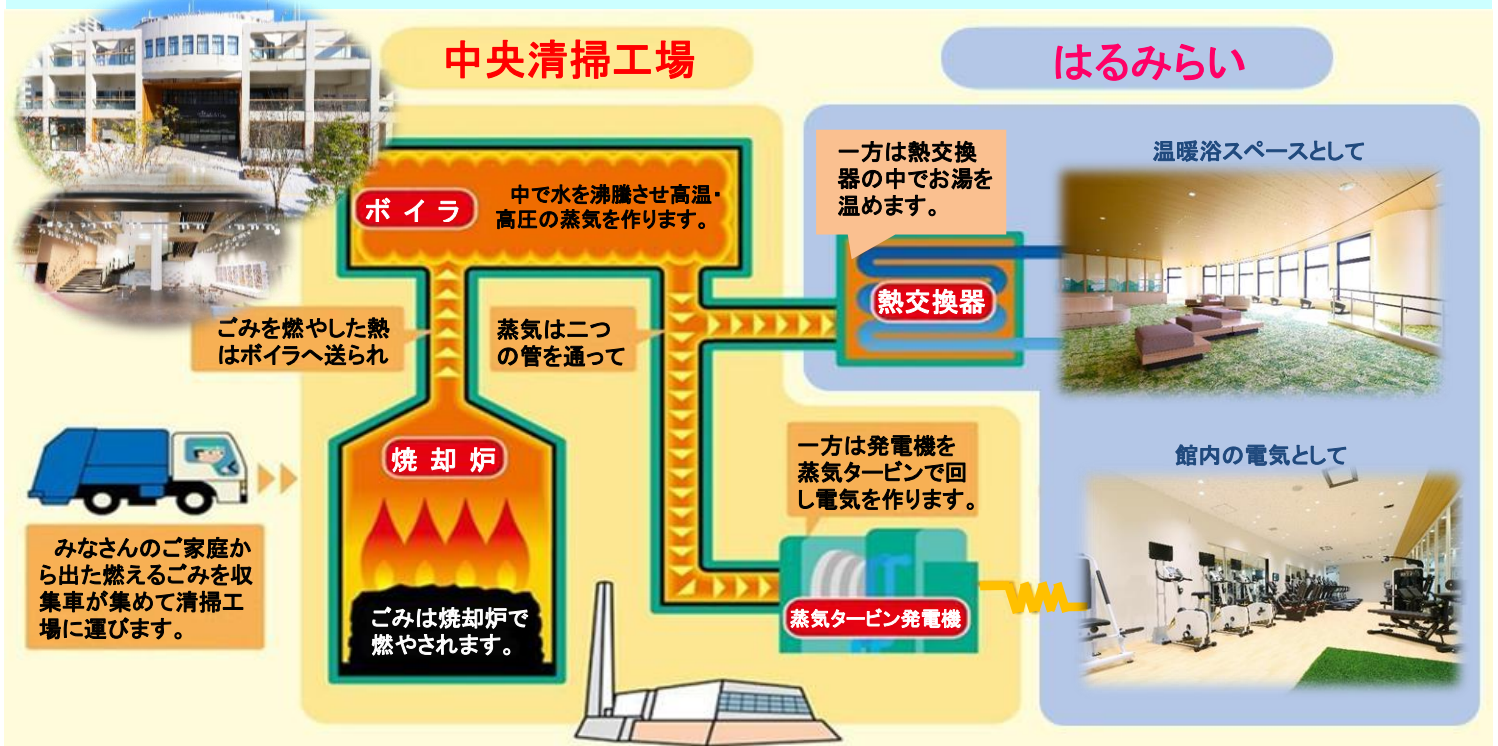 中央清掃工場
はるみらい
ボイラ
中で水を沸騰させ高温・
高圧の蒸気を作ります。
一方は熱交換
器の中でお湯を
温めます。
温暖浴スペースとして
熱交換器
ごみを燃やした熱
はボイラへ送られ
蒸気は二つ
の管を通って
焼却炉
一方は発電機を
蒸気タービンで回
し電気を作ります。
館内の電気として
みなさんのご家庭か
ら出た燃えるごみを収
集車が集めて清掃工
場に運びます。
ごみは焼却炉で
燃やされます。
蒸気タービン発電機